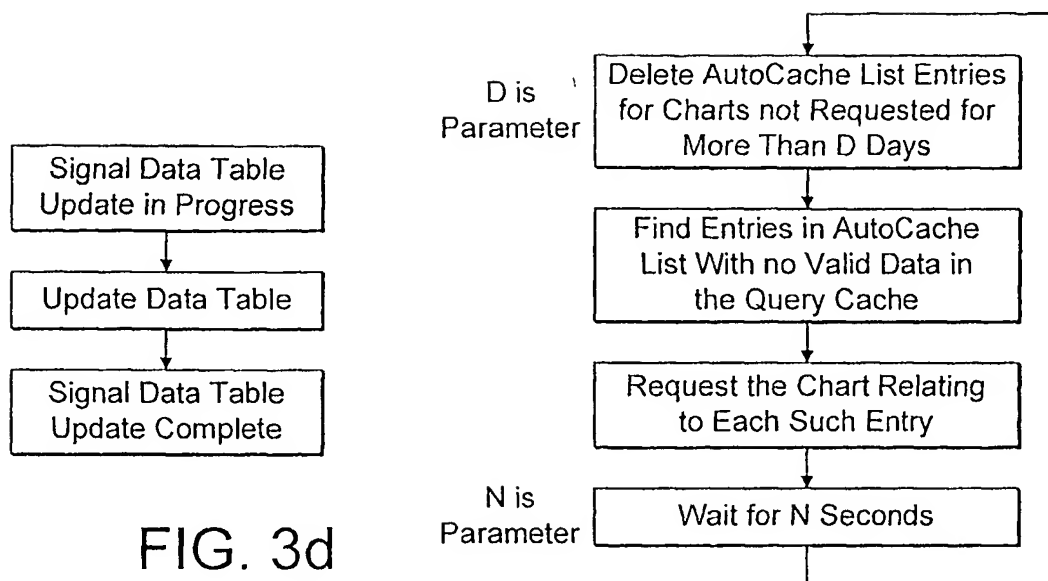 Signal Data Table
Update in Progress
Update Data Table
Signal Data Table
Update Complete
FIG. 3d
D is
Parameter
Delete AutoCache List Entries
for Charts not Requested for
More Than D Days
Find Entries in AutoCache
List With no Valid Data in
the Query Cache
Request the Chart Relating
to Each Such Entry
N is
Parameter
Wait for N Seconds